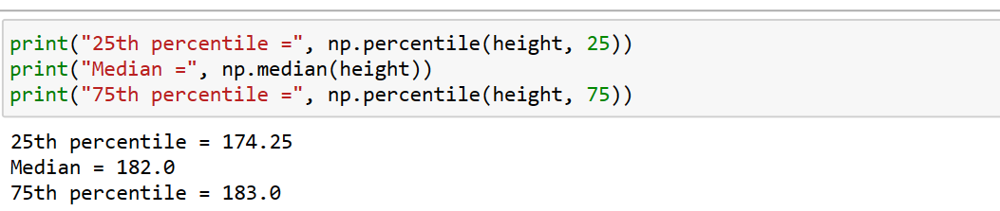 print("25th percentile =", np.percentile(height, 25))
print("Median =", np.median(height))
print("75th percentile =", np.percentile(height, 75))
25th percentile = 174.25
Median = 182.0
75th percentile = 183.0